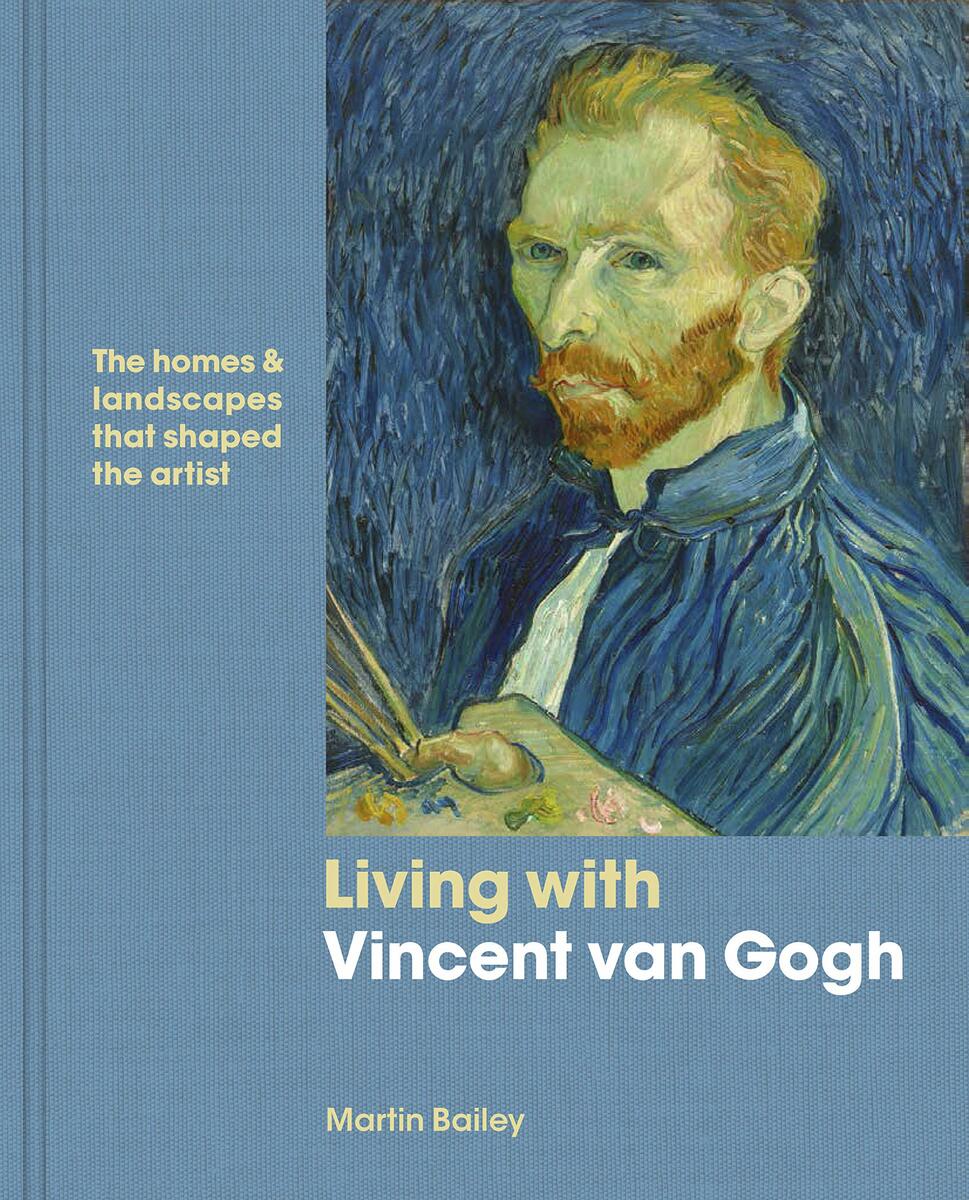 The homes &
landscapes
that shaped
the artist
Living with
Vincent van Gogh
Martin Bailey